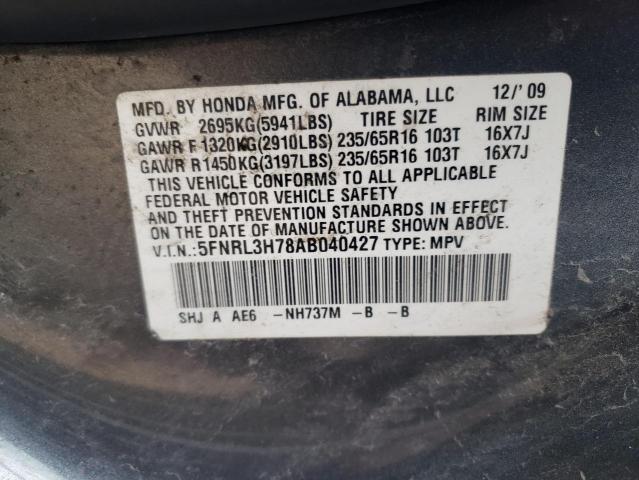 MFD. BY HONDA MFG. OF ALABAMA, LLC 12/'09
GVWR 2695KG(5941LBS) TIRE SIZE RIM SIZE
GAWR F 1320KG(2910LBS) 235/65R16 103T 16X7J
GAWR R1450KG(3197LBS) 235/65R16 103T 16X7J
THIS VEHICLE CONFORMS TO ALL APPLICABLE
FEDERAL MOTOR VEHICLE SAFETY
AND THEFT PREVENTION STANDARDS IN EFFECT
ON THE DATE OF MANUFACTURE SHOWN ABOVE.
V.I.N.:5FNRL3H78AB040427 TYPE: MPV
SHJ A AE6 -NH737M -B -B